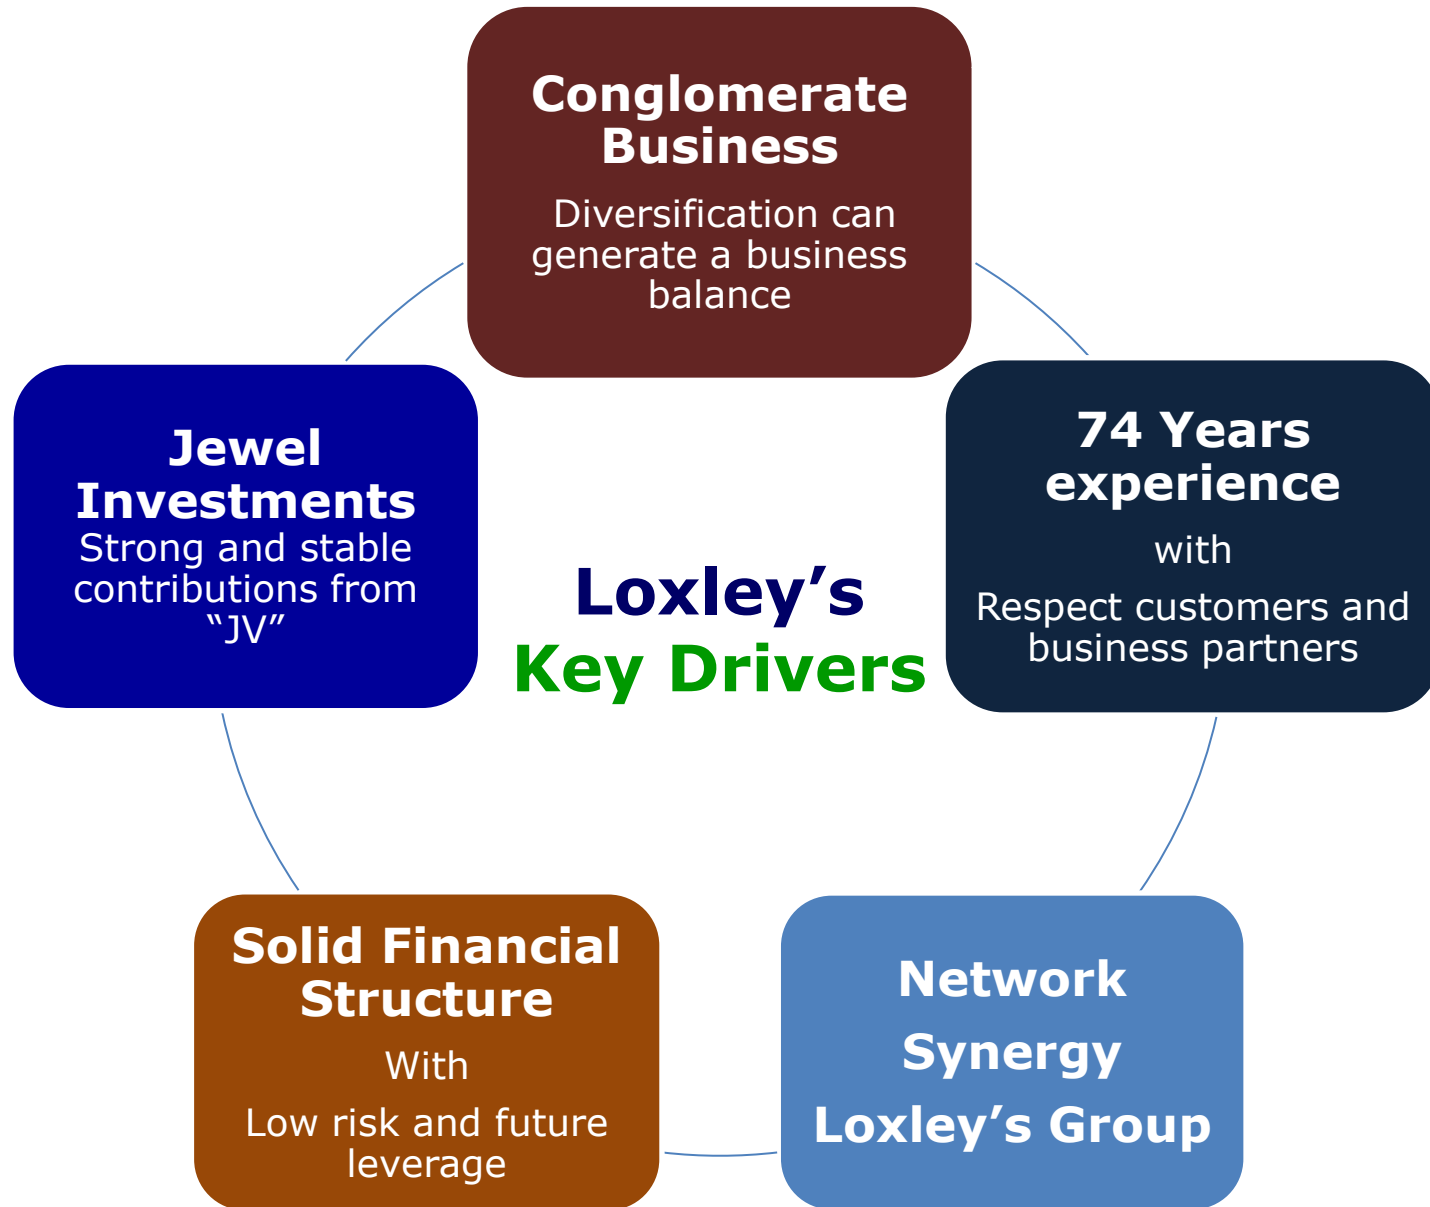 Conglomerate
Business
Diversification can
generate a business
balance
Jewel
Investments
Strong and stable
contributions from
“JV”
74 Years
experience
with
Respect customers and
business partners
Loxley’s
Key Drivers
Solid Financial
Structure
With
Low risk and future
leverage
Network
Synergy
Loxley’s Group